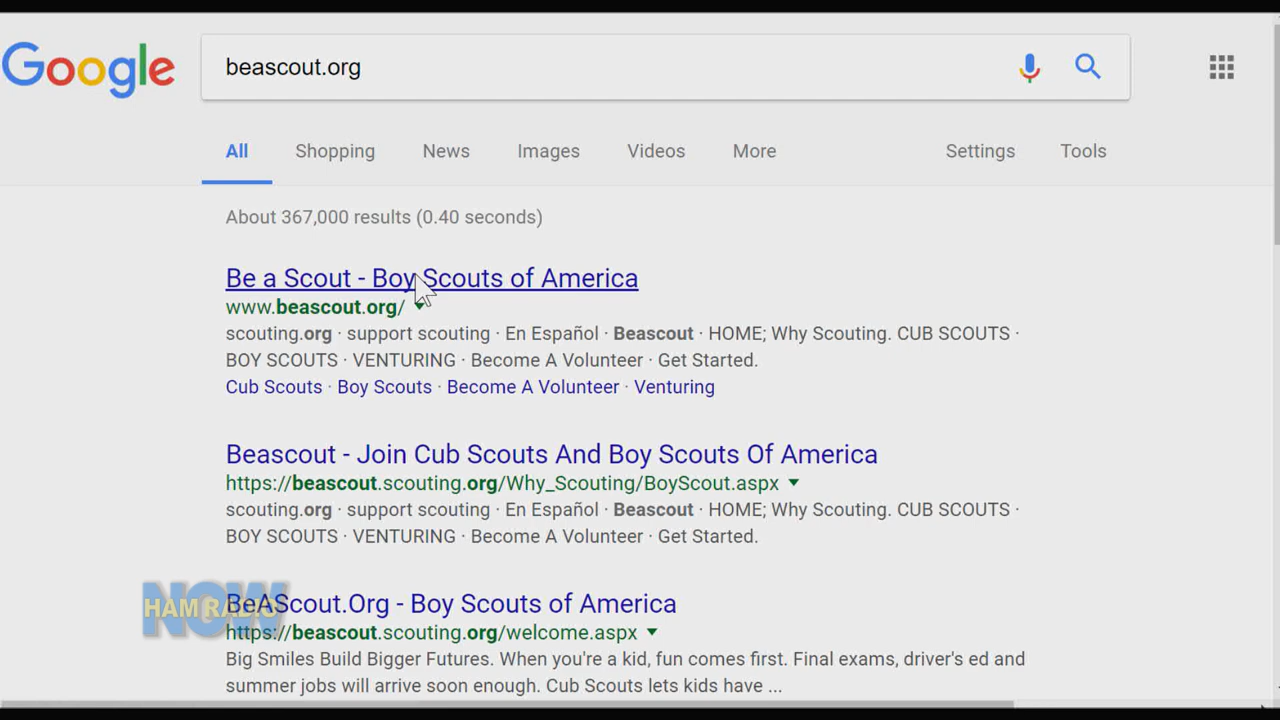 Google
beascout.org
All Shopping News Images Videos More Settings Tools
About 367,000 results (0.40 seconds)
Be a Scout - Boy Scouts of America
www.beascout.org/
scouting.org · support scouting · En Español · Beascout · HOME; Why Scouting. CUB SCOUTS ·
BOY SCOUTS · VENTURING · Become A Volunteer · Get Started.
Cub Scouts · Boy Scouts · Become A Volunteer · Venturing
Beascout - Join Cub Scouts And Boy Scouts Of America
https://beascout.scouting.org/Why_Scouting/BoyScout.aspx
scouting.org · support scouting · En Español · Beascout · HOME; Why Scouting. CUB SCOUTS ·
BOY SCOUTS · VENTURING · Become A Volunteer · Get Started.
BeAScout.Org - Boy Scouts of America
https://beascout.scouting.org/welcome.aspx
Big Smiles Build Bigger Futures. When you're a kid, fun comes first. Final exams, driver's ed and
summer jobs will arrive soon enough. Cub Scouts lets kids have ...
HAM RADIO
NOW